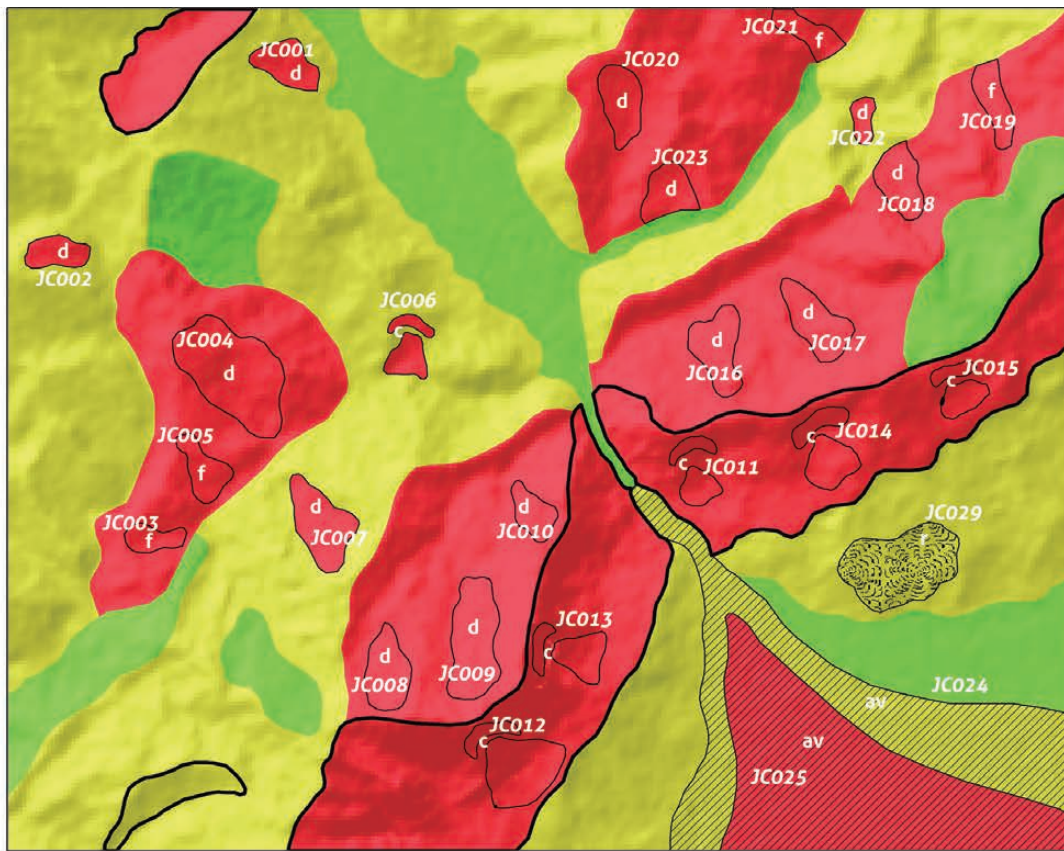 JC001
d
JC021
f
JC020
d
f
JC019
d
JC022
JC023
d
d
JC018
d
JC002
JC006
c
JC004
d
d
JC017
d
JC016
JC015
c
JC005
f
JC014
c
c
JC011
JC003
f
d
JC007
d
JC010
JC029
r
JC013
c
d
JC009
d
JC008
JC024
av
JC012
c
av
JC025